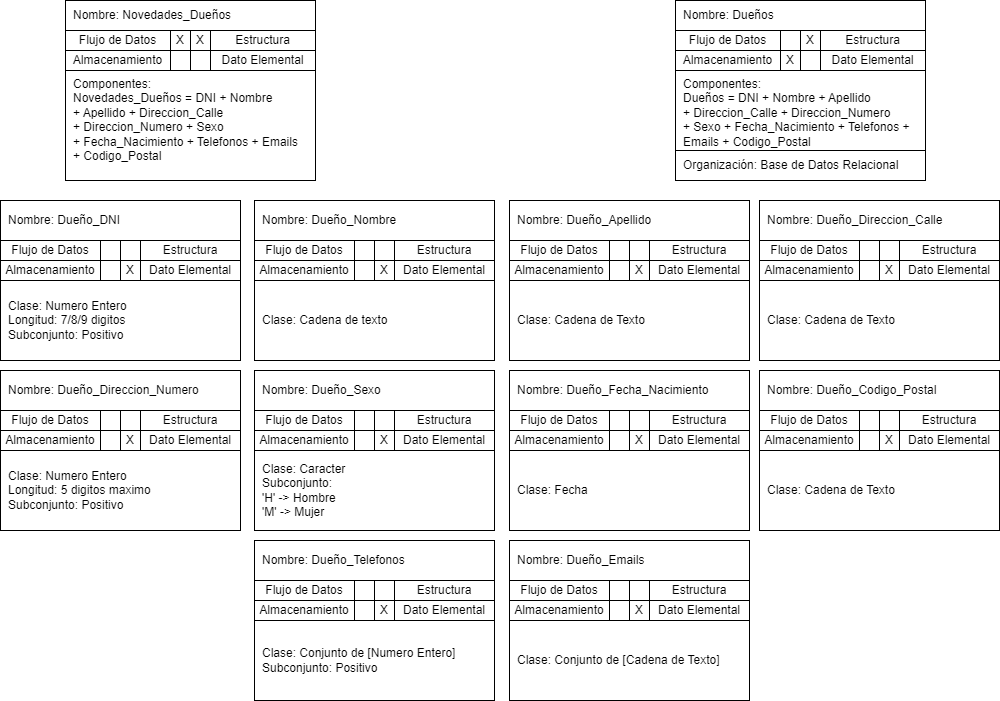 Nombre: Novedades_Dueños
Flujo de Datos X X Estructura
Almacenamiento Dato Elemental
Componentes:
Novedades_Dueños = DNI + Nombre
+ Apellido + Direccion_Calle
+ Direccion_Numero + Sexo
+ Fecha_Nacimiento + Telefonos + Emails
+ Codigo_Postal
Nombre: Dueños
Flujo de Datos X Estructura
Almacenamiento X Dato Elemental
Componentes:
Dueños = DNI + Nombre + Apellido
+ Direccion_Calle + Direccion_Numero
+ Sexo + Fecha_Nacimiento + Telefonos +
Emails + Codigo_Postal
Organización: Base de Datos Relacional
Nombre: Dueño_DNI
Flujo de Datos Estructura
Almacenamiento X Dato Elemental
Clase: Numero Entero
Longitud: 7/8/9 digitos
Subconjunto: Positivo
Nombre: Dueño_Nombre
Flujo de Datos Estructura
Almacenamiento X Dato Elemental
Clase: Cadena de texto
Nombre: Dueño_Apellido
Flujo de Datos Estructura
Almacenamiento X Dato Elemental
Clase: Cadena de Texto
Nombre: Dueño_Direccion_Calle
Flujo de Datos Estructura
Almacenamiento X Dato Elemental
Clase: Cadena de Texto
Nombre: Dueño_Direccion_Numero
Flujo de Datos Estructura
Almacenamiento X Dato Elemental
Clase: Numero Entero
Longitud: 5 digitos maximo
Subconjunto: Positivo
Nombre: Dueño_Sexo
Flujo de Datos Estructura
Almacenamiento X Dato Elemental
Clase: Caracter
Subconjunto:
'H' -> Hombre
'M' -> Mujer
Nombre: Dueño_Fecha_Nacimiento
Flujo de Datos Estructura
Almacenamiento X Dato Elemental
Clase: Fecha
Nombre: Dueño_Codigo_Postal
Flujo de Datos Estructura
Almacenamiento X Dato Elemental
Clase: Cadena de Texto
Nombre: Dueño_Telefonos
Flujo de Datos Estructura
Almacenamiento X Dato Elemental
Clase: Conjunto de [Numero Entero]
Subconjunto: Positivo
Nombre: Dueño_Emails
Flujo de Datos Estructura
Almacenamiento X Dato Elemental
Clase: Conjunto de [Cadena de Texto]